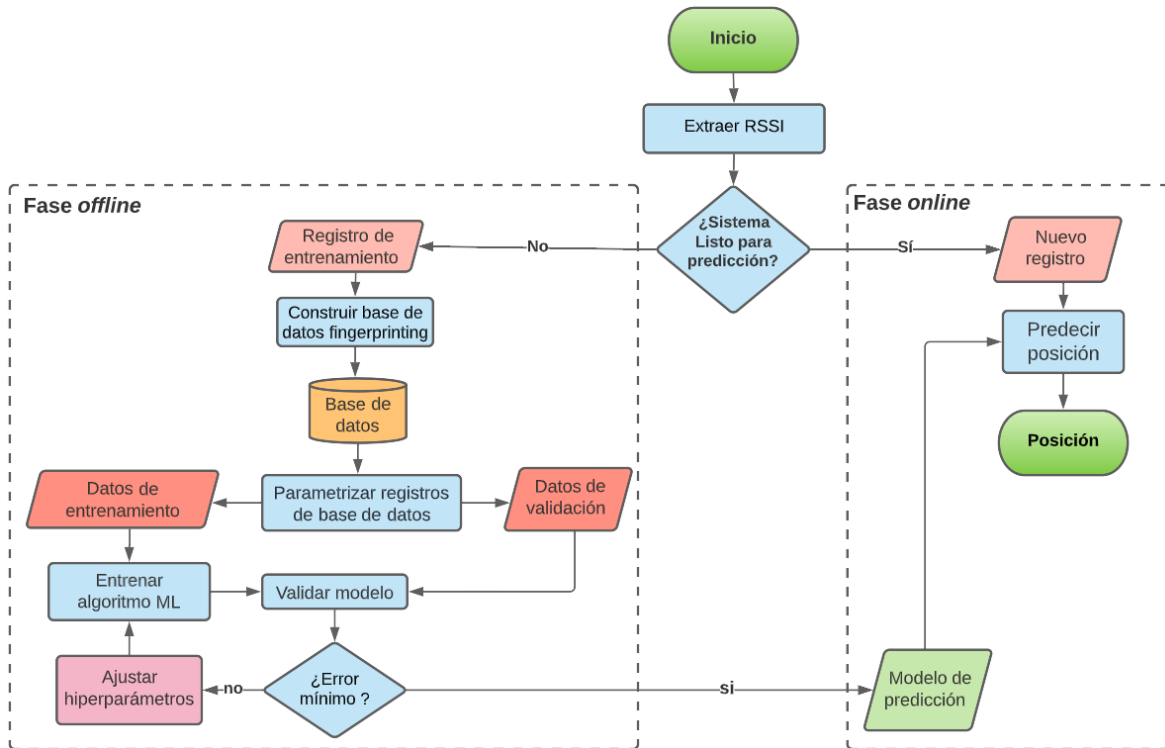 Inicio
Extraer RSSI
¿Sistema
Listo para
predicción?
No
Sí
Fase offline
Registro de
entrenamiento
Construir base de
datos fingerprinting
Base de
datos
Parametrizar registros
de base de datos
Datos de
entrenamiento
Datos de
validación
Entrenar
algoritmo ML
Validar modelo
¿Error
mínimo ?
no
si
Ajustar
hiperparámetros
Fase online
Nuevo
registro
Predecir
posición
Posición
Modelo de
predicción